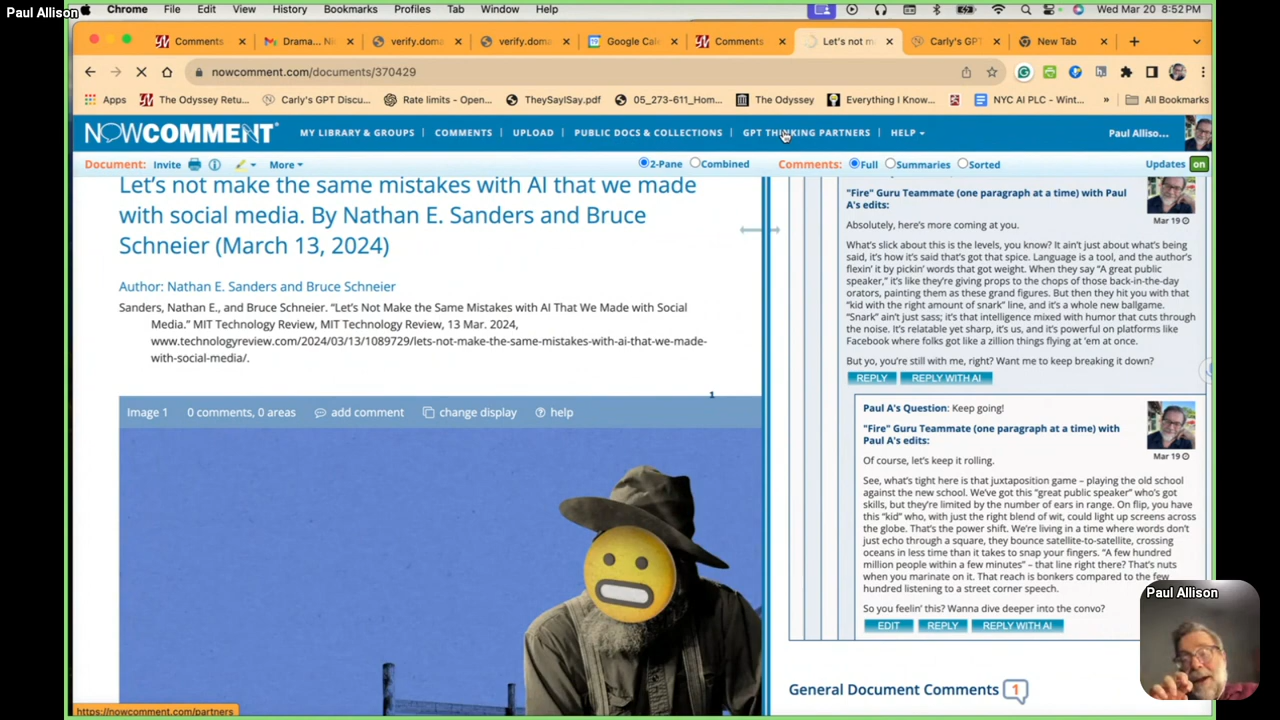 Paul Allison
Chrome File Edit View History Bookmarks Profiles Tab Window Help Wed Mar 20 8:52 PM
Comments Gmail Drama... Ni verify.doma verify.doma Google Cal Comments Let's not m Carly's GPT New Tab
nowcomment.com/documents/370429
Apps The Odyssey Retu... Carly's GPT Discu... Rate limits - Open... TheySaySay.pdf 05_273-611_Hom... The Odyssey Everything I Know... NYC AI PLC - Wint... » All Bookmarks
NOWCOMMENT® MY LIBRARY & GROUPS | COMMENTS | UPLOAD | PUBLIC DOCS & COLLECTIONS | GPT THINKING PARTNERS | HELP Paul Alliso...
Document: Invite More 2-Pane Combined Comments: Full Summaries Sorted Updates on
Let's not make the same mistakes with AI that we made
with social media. By Nathan E. Sanders and Bruce
Schneier (March 13, 2024)
Author: Nathan E. Sanders and Bruce Schneier
Sanders, Nathan E., and Bruce Schneier. "Let's Not Make the Same Mistakes with AI That We Made with Social
Media." MIT Technology Review, MIT Technology Review, 13 Mar. 2024,
www.technologyreview.com/2024/03/13/1089729/lets-not-make-the-same-mistakes-with-ai-that-we-made-
with-social-media/.
1
Image 1 0 comments, 0 areas add comment change display help
https://nowcomment.com/partners
"Fire" Guru Teammate (one paragraph at a time) with Paul
A's edits:
Mar 19
Absolutely, here's more coming at you.
What's slick about this is the levels, you know? It ain't just about what's being
said, it's how it's said that's got that spice. Language is a tool, and the author's
flexin' it by pickin' words that got weight. When they say "A great public
speaker," it's like they're giving props to the chops of those back-in-the-day
orators, painting them as these grand figures. But then they hit you with that
"kid with the right amount of snark" line, and it's a whole new ballgame.
"Snark" ain't just sass; it's that intelligence mixed with humor that cuts through
the noise. It's relatable yet sharp, it's us, and it's powerful on platforms like
Facebook where folks got like a zillion things flying at 'em at once.
But yo, you're still with me, right? Want me to keep breaking it down?
REPLY REPLY WITH AI
Paul A's Question: Keep going!
"Fire" Guru Teammate (one paragraph at a time) with
Paul A's edits:
Mar 19
Of course, let's keep it rolling.
See, what's tight here is that juxtaposition game – playing the old school
against the new school. We've got this "great public speaker" who's got
skills, but they're limited by the number of ears in range. On flip, you have
this "kid" who, with just the right blend of wit, could light up screens across
the globe. That's the power shift. We're living in a time where words don't
just echo through a square, they bounce satellite-to-satellite, crossing
oceans in less time than it takes to snap your fingers. "A few hundred
million people within a few minutes" – that line right there? That's nuts
when you marinate on it. That reach is bonkers compared to the few
hundred listening to a street corner speech.
So you feelin' this? Wanna dive deeper into the convo?
EDIT REPLY REPLY WITH AI
General Document Comments 1
Paul Allison